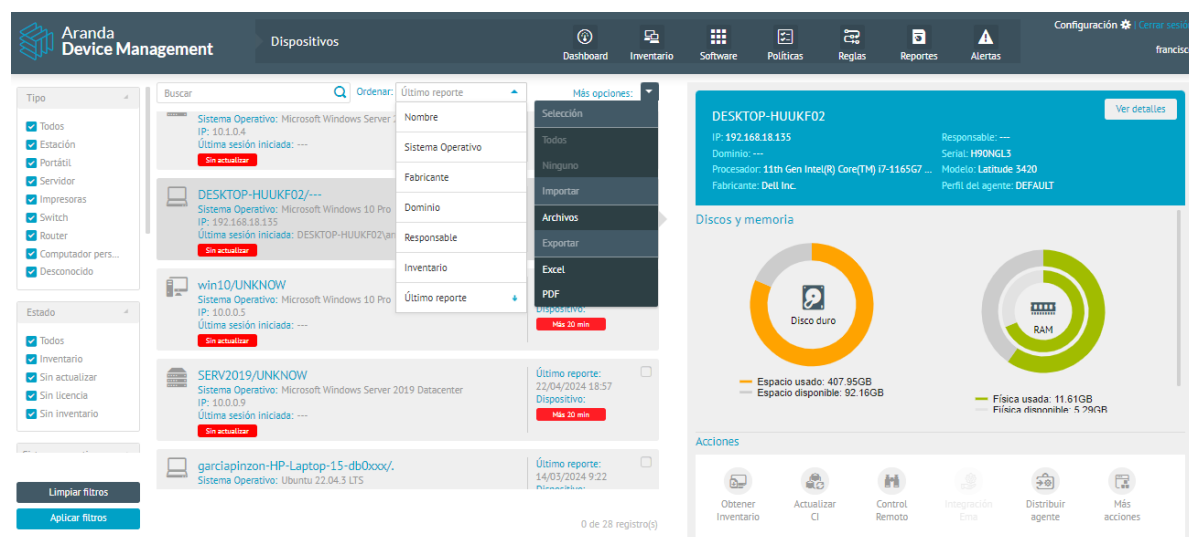 Aranda
Device Management
Dispositivos
Dashboard
Inventario
Software
Políticas
Reglas
Reportes
Alertas
Configuración | Cerrar sesió
francisc
Tipo
Todos
Estación
Portátil
Servidor
Impresoras
Switch
Router
Computador pers...
Desconocido
Estado
Todos
Inventario
Sin actualizar
Sin licencia
Sin inventario
Limpiar filtros
Aplicar filtros
Buscar
Ordenar:
Último reporte
Más opciones:
Nombre
Sistema Operativo
Fabricante
Dominio
Responsable
Inventario
Último reporte
Selección
Todos
Ninguno
Importar
Archivos
Exportar
Excel
PDF
Sistema Operativo: Microsoft Windows Server
IP: 10.1.0.4
Última sesión iniciada: ---
Sin actualizar
DESKTOP-HUUKF02/---
Sistema Operativo: Microsoft Windows 10 Pro
IP: 192.168.18.135
Última sesión iniciada: DESKTOP-HUUKF02\an
Sin actualizar
win10/UNKNOW
Sistema Operativo: Microsoft Windows 10 Pro
IP: 10.0.0.5
Última sesión iniciada: ---
Sin actualizar
Dispositivo:
Más 20 min
SERV2019/UNKNOW
Sistema Operativo: Microsoft Windows Server 2019 Datacenter
IP: 10.0.0.9
Última sesión iniciada: ---
Sin actualizar
Último reporte:
22/04/2024 18:57
Dispositivo:
Más 20 min
garciapinzon-HP-Laptop-15-db0xxx/.
Sistema Operativo: Ubuntu 22.04.3 LTS
Último reporte:
14/03/2024 9:22
Dispositivo:
0 de 28 registro(s)
DESKTOP-HUUKF02
Ver detalles
IP: 192.168.18.135
Responsable: ---
Dominio: ---
Serial: H90NGL3
Procesador: 11th Gen Intel(R) Core(TM) i7-1165G7 ...
Modelo: Latitude 3420
Fabricante: Dell Inc.
Perfil del agente: DEFAULT
Discos y memoria
Disco duro
Espacio usado: 407.95GB
Espacio disponible: 92.16GB
RAM
Física usada: 11.61GB
Física disponible: 5.29GB
Acciones
Obtener Inventario
Actualizar CI
Control Remoto
Integración Ema
Distribuir agente
Más acciones